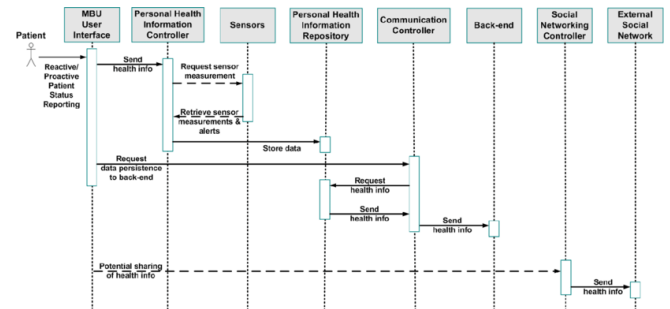 MBU
User
Interface
Personal Health
Information
Controller
Sensors
Personal Health
Information
Repository
Communication
Controller
Back-end
Social
Networking
Controller
External
Social
Network
Patient
Reactive/
Proactive
Patient
Status
Reporting
Send
health info
Request sensor
measurement
Retrieve sensor
measurements &
alerts
Store data
Request
data persistence
to back-end
Request
health info
Send
health info
Send
health info
Potential sharing
of health info
Send
health info